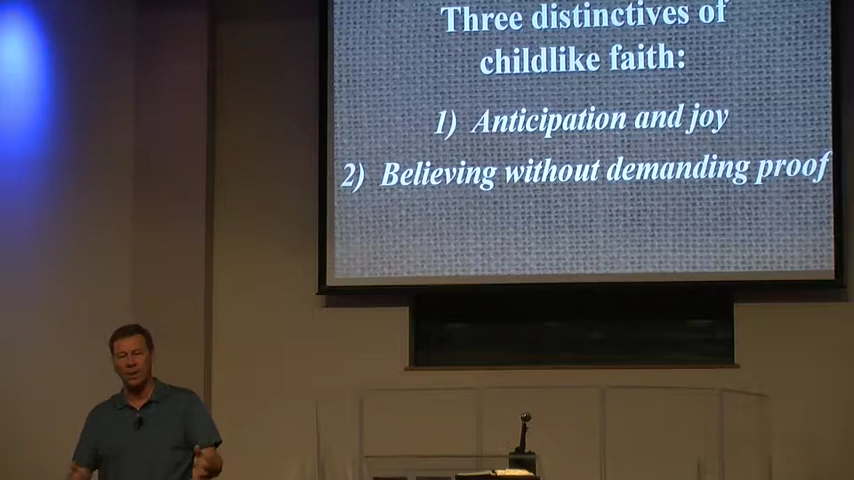 Three distinctives of
childlike faith:
1) Anticipation and joy
2) Believing without demanding proof